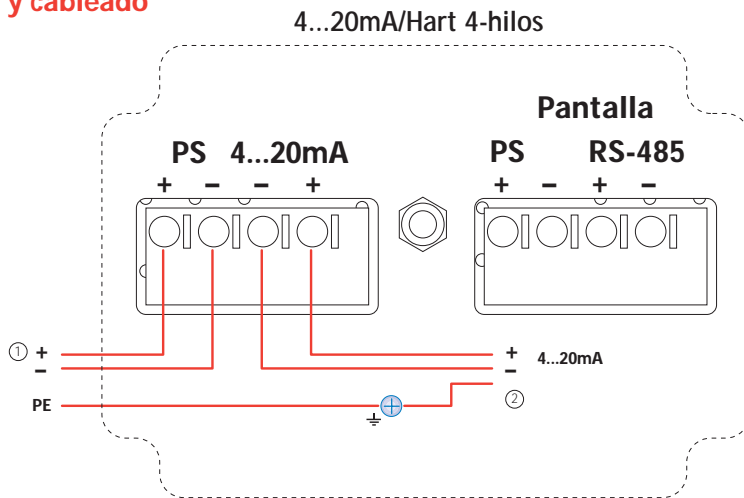 y cableado
4...20mA/Hart 4-hilos
Pantalla
PS 4...20mA
PS RS-485
+ – – +
+ – + –
① +
–
+ 4...20mA
–
PE
②